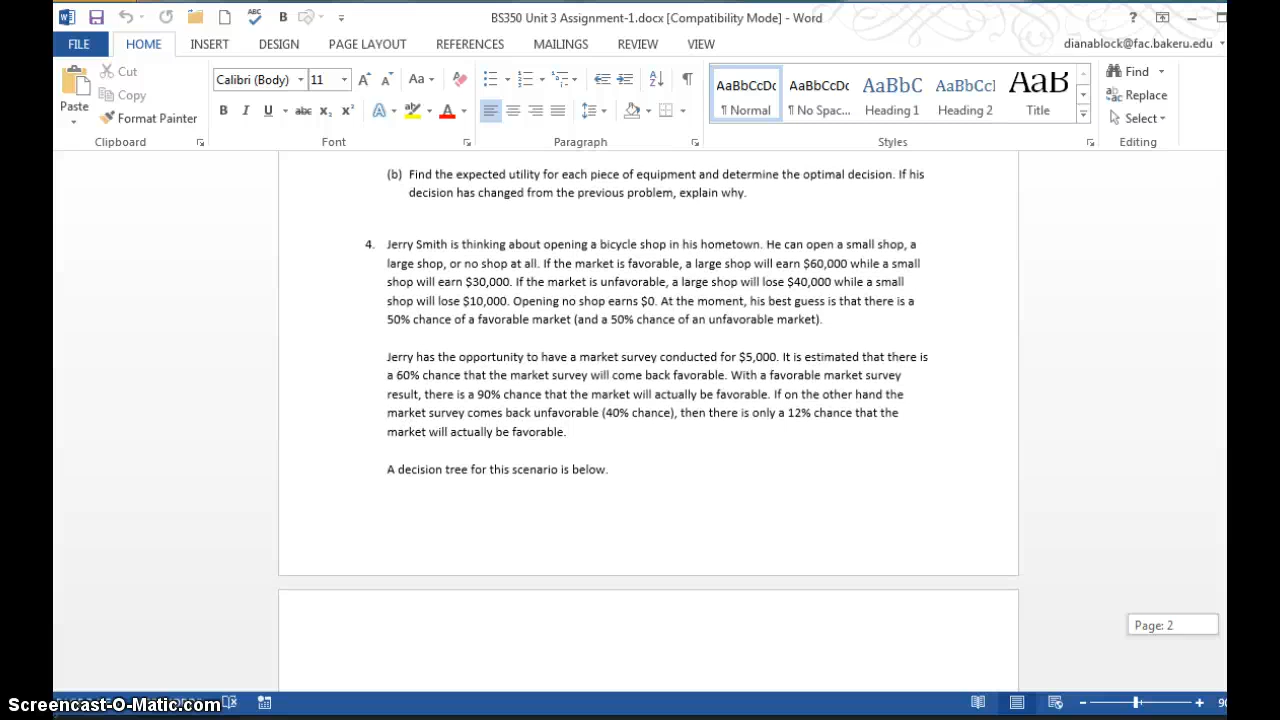 BS350 Unit 3 Assignment-1.docx [Compatibility Mode] - Word
?
FILE HOME INSERT DESIGN PAGE LAYOUT REFERENCES MAILINGS REVIEW VIEW dianablock@fac.bakeru.edu
Paste
Cut
Copy
Format Painter
Clipboard
Calibri (Body) 11
B I U abc x₂ x²
Font
Paragraph
AaBbCcDc ¶ Normal
AaBbCcDc ¶ No Spac...
AaBbC Heading 1
AaBbCcI Heading 2
AaB Title
Styles
Find
Replace
Select
Editing
(b) Find the expected utility for each piece of equipment and determine the optimal decision. If his
decision has changed from the previous problem, explain why.
4. Jerry Smith is thinking about opening a bicycle shop in his hometown. He can open a small shop, a
large shop, or no shop at all. If the market is favorable, a large shop will earn $60,000 while a small
shop will earn $30,000. If the market is unfavorable, a large shop will lose $40,000 while a small
shop will lose $10,000. Opening no shop earns $0. At the moment, his best guess is that there is a
50% chance of a favorable market (and a 50% chance of an unfavorable market).
Jerry has the opportunity to have a market survey conducted for $5,000. It is estimated that there is
a 60% chance that the market survey will come back favorable. With a favorable market survey
result, there is a 90% chance that the market will actually be favorable. If on the other hand the
market survey comes back unfavorable (40% chance), then there is only a 12% chance that the
market will actually be favorable.
A decision tree for this scenario is below.
Page: 2
Screencast-O-Matic.com